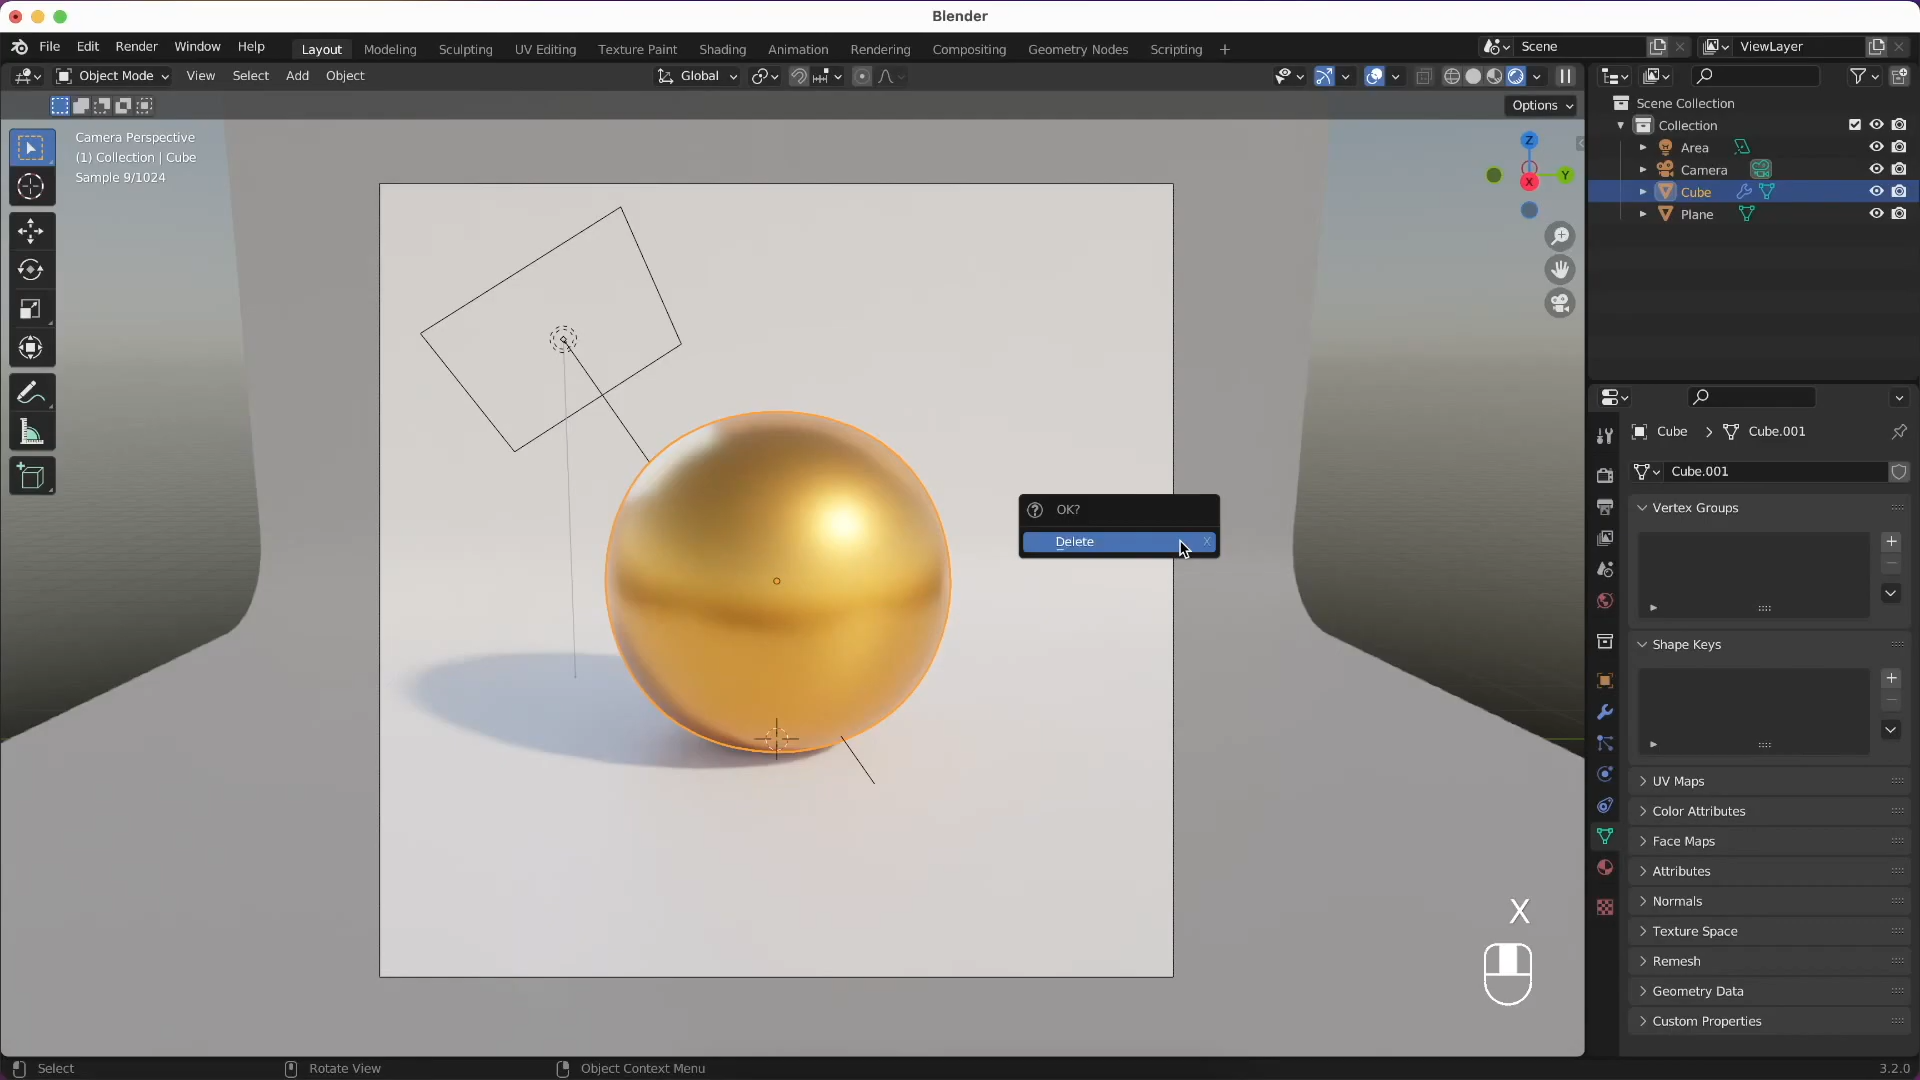 Blender
File Edit Render Window Help Layout Modeling Sculpting UV Editing Texture Paint Shading Animation Rendering Compositing Geometry Nodes Scripting + Scene ViewLayer
Object Mode View Select Add Object Global
Options
Camera Perspective
(1) Collection | Cube
Sample 9/1024
Z
Y
X
Scene Collection
Collection
Area
Camera
Cube
Plane
OK?
Delete X
Cube > Cube.001
Cube.001
Vertex Groups
Shape Keys
UV Maps
Color Attributes
Face Maps
Attributes
Normals
Texture Space
Remesh
Geometry Data
Custom Properties
X
Select Rotate View Object Context Menu 3.2.0